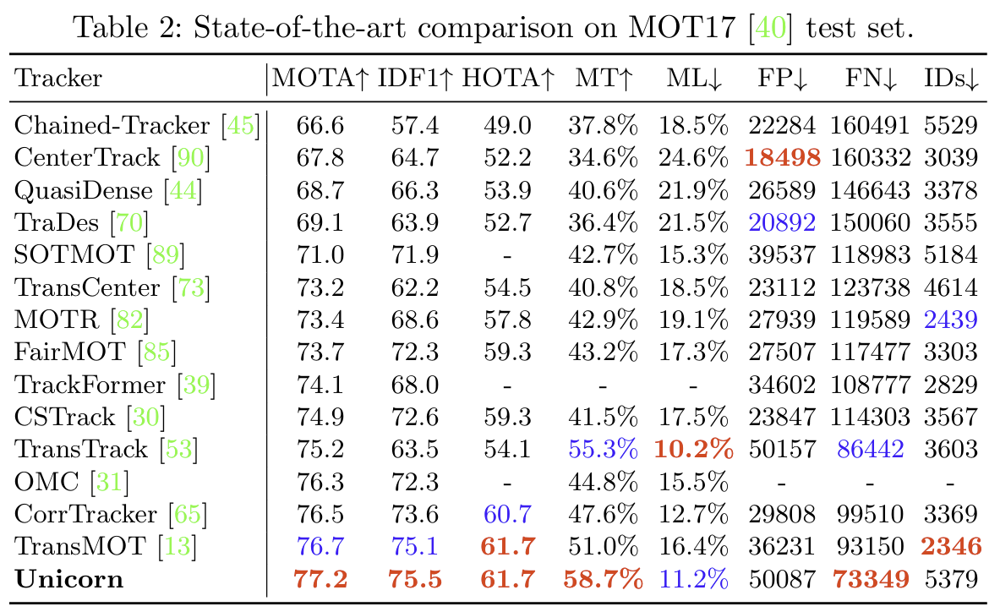 Table 2: State-of-the-art comparison on MOT17 [40] test set.
Tracker MOTA↑ IDF1↑ HOTA↑ MT↑ ML↓ FP↓ FN↓ IDs↓
Chained-Tracker [45] 66.6 57.4 49.0 37.8% 18.5% 22284 160491 5529
CenterTrack [90] 67.8 64.7 52.2 34.6% 24.6% 18498 160332 3039
QuasiDense [44] 68.7 66.3 53.9 40.6% 21.9% 26589 146643 3378
TraDes [70] 69.1 63.9 52.7 36.4% 21.5% 20892 150060 3555
SOTMOT [89] 71.0 71.9 - 42.7% 15.3% 39537 118983 5184
TransCenter [73] 73.2 62.2 54.5 40.8% 18.5% 23112 123738 4614
MOTR [82] 73.4 68.6 57.8 42.9% 19.1% 27939 119589 2439
FairMOT [85] 73.7 72.3 59.3 43.2% 17.3% 27507 117477 3303
TrackFormer [39] 74.1 68.0 - - - 34602 108777 2829
CSTrack [30] 74.9 72.6 59.3 41.5% 17.5% 23847 114303 3567
TransTrack [53] 75.2 63.5 54.1 55.3% 10.2% 50157 86442 3603
OMC [31] 76.3 72.3 - 44.8% 15.5% - - -
CorrTracker [65] 76.5 73.6 60.7 47.6% 12.7% 29808 99510 3369
TransMOT [13] 76.7 75.1 61.7 51.0% 16.4% 36231 93150 2346
Unicorn 77.2 75.5 61.7 58.7% 11.2% 50087 73349 5379